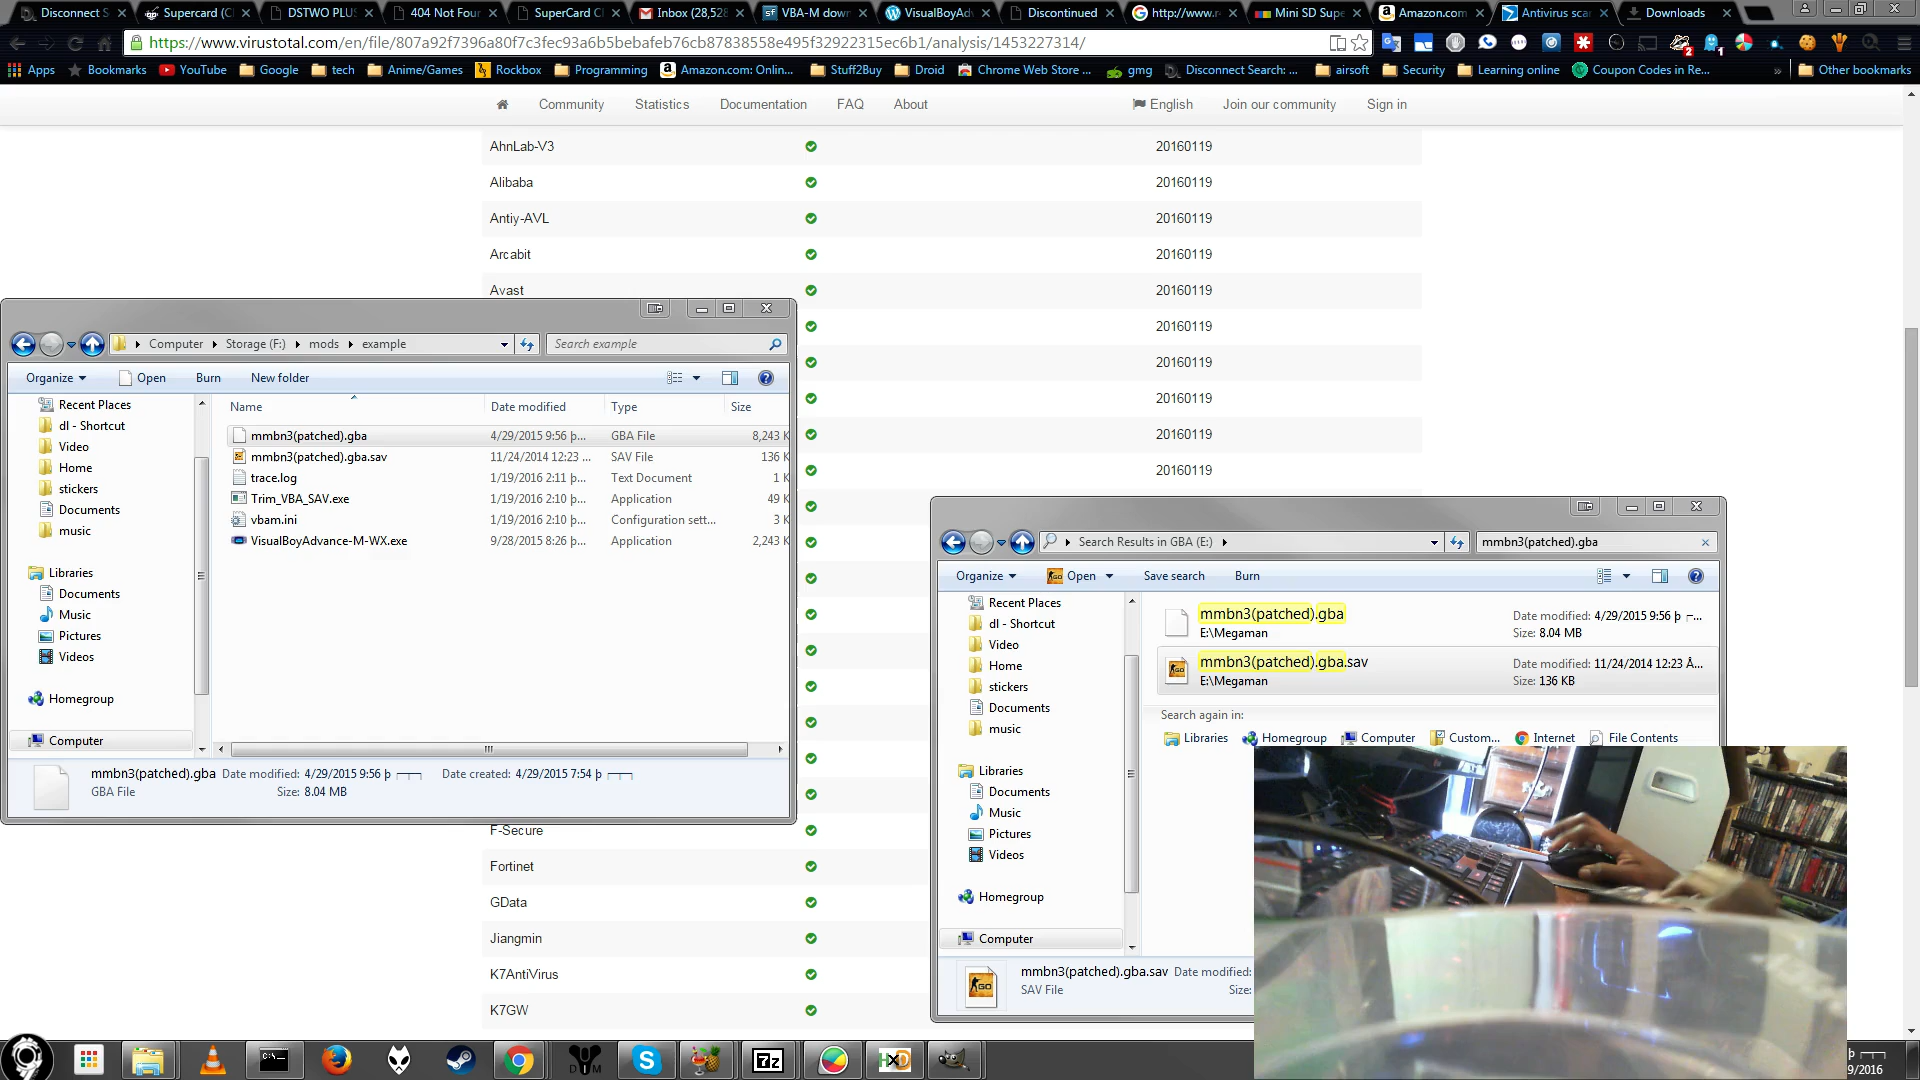 Disconnect S
Supercard (Cl
DSTWO PLUS
404 Not Foun
SuperCard Cl
Inbox (28,528
VBA-M down
VisualBoyAdv
Discontinued
http://www.r
Mini SD Supe
Amazon.com
Antivirus scan
Downloads
https://www.virustotal.com/en/file/807a92f7396a80f7c3fec93a6b5bebafeb76cb87838558e495f32922315ec6b1/analysis/1453227314/
Apps
Bookmarks
YouTube
Google
tech
Anime/Games
Rockbox
Programming
Amazon.com: Onlin...
Stuff2Buy
Droid
Chrome Web Store ...
gmg
Disconnect Search: ...
airsoft
Security
Learning online
Coupon Codes in Re...
»
Other bookmarks
Community
Statistics
Documentation
FAQ
About
English
Join our community
Sign in
AhnLab-V3 20160119
Alibaba 20160119
Antiy-AVL 20160119
Arcabit 20160119
Avast 20160119
20160119
20160119
20160119
20160119
20160119
Computer
Storage (F:)
mods
example
Search example
Organize
Open
Burn
New folder
Recent Places
dl - Shortcut
Video
Home
stickers
Documents
music
Libraries
Documents
Music
Pictures
Videos
Homegroup
Computer
Name Date modified Type Size
mmbn3(patched).gba 4/29/2015 9:56 þ... GBA File 8,243 K
mmbn3(patched).gba.sav 11/24/2014 12:23 ... SAV File 136 K
trace.log 1/19/2016 2:11 þ... Text Document 1 K
Trim_VBA_SAV.exe 1/19/2016 2:10 þ... Application 49 K
vbam.ini 1/19/2016 2:10 þ... Configuration sett... 3 K
VisualBoyAdvance-M-WX.exe 9/28/2015 8:26 þ... Application 2,243 K
mmbn3(patched).gba Date modified: 4/29/2015 9:56 þ Date created: 4/29/2015 7:54 þ
GBA File Size: 8.04 MB
F-Secure
Fortinet
GData
Jiangmin
K7AntiVirus
K7GW
Search Results in GBA (E:)
mmbn3(patched).gba
Organize
Open
Save search
Burn
Recent Places
dl - Shortcut
Video
Home
stickers
Documents
music
Libraries
Documents
Music
Pictures
Videos
Homegroup
Computer
mmbn3(patched).gba Date modified: 4/29/2015 9:56 þ ...
E:\Megaman Size: 8.04 MB
mmbn3(patched).gba.sav Date modified: 11/24/2014 12:23 Å...
E:\Megaman Size: 136 KB
Search again in:
Libraries
Homegroup
Computer
Custom...
Internet
File Contents
mmbn3(patched).gba.sav Date modified:
SAV File Size:
9/2016